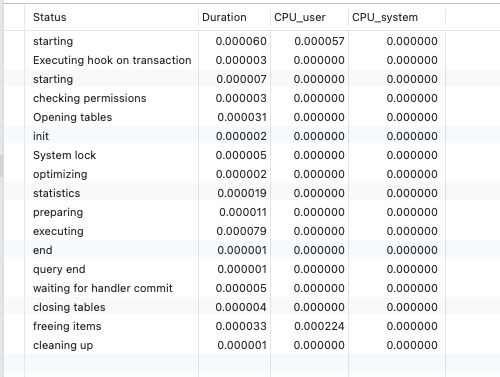 Status Duration CPU_user CPU_system
starting 0.000060 0.000057 0.000000
Executing hook on transaction 0.000003 0.000000 0.000000
starting 0.000007 0.000000 0.000000
checking permissions 0.000003 0.000000 0.000000
Opening tables 0.000031 0.000000 0.000000
init 0.000002 0.000000 0.000000
System lock 0.000005 0.000000 0.000000
optimizing 0.000002 0.000000 0.000000
statistics 0.000019 0.000000 0.000000
preparing 0.000011 0.000000 0.000000
executing 0.000079 0.000000 0.000000
end 0.000001 0.000000 0.000000
query end 0.000001 0.000000 0.000000
waiting for handler commit 0.000005 0.000000 0.000000
closing tables 0.000004 0.000000 0.000000
freeing items 0.000033 0.000224 0.000000
cleaning up 0.000001 0.000000 0.000000